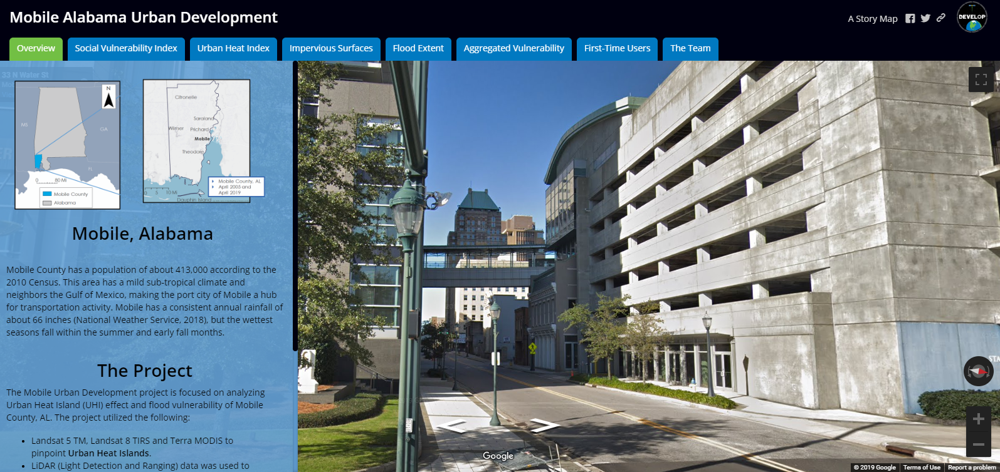 Mobile Alabama Urban Development
A Story Map
DEVELOP
Overview
Social Vulnerability Index
Urban Heat Index
Impervious Surfaces
Flood Extent
Aggregated Vulnerability
First-Time Users
The Team
33 N Water St
N
MS
GA
FL
0 80 Mi
Mobile County
Alabama
Citronelle
Saraland
Wilmer
Prichard
Mobile
Theodore
0 5 10 Mi
Dauphin Island
Mobile County, AL
April 2005 and
April 2019
Mobile, Alabama
Mobile County has a population of about 413,000 according to the
2010 Census. This area has a mild sub-tropical climate and
neighbors the Gulf of Mexico, making the port city of Mobile a hub
for transportation activity. Mobile has a consistent annual rainfall of
about 66 inches (National Weather Service, 2018), but the wettest
seasons fall within the summer and early fall months.
The Project
The Mobile Urban Development project is focused on analyzing
Urban Heat Island (UHI) effect and flood vulnerability of Mobile
County, AL. The project utilized the following:
• Landsat 5 TM, Landsat 8 TIRS and Terra MODIS to
pinpoint Urban Heat Islands.
• LiDAR (Light Detection and Ranging) data was used to
Google
© 2019 Google
Terms of Use
Report a problem